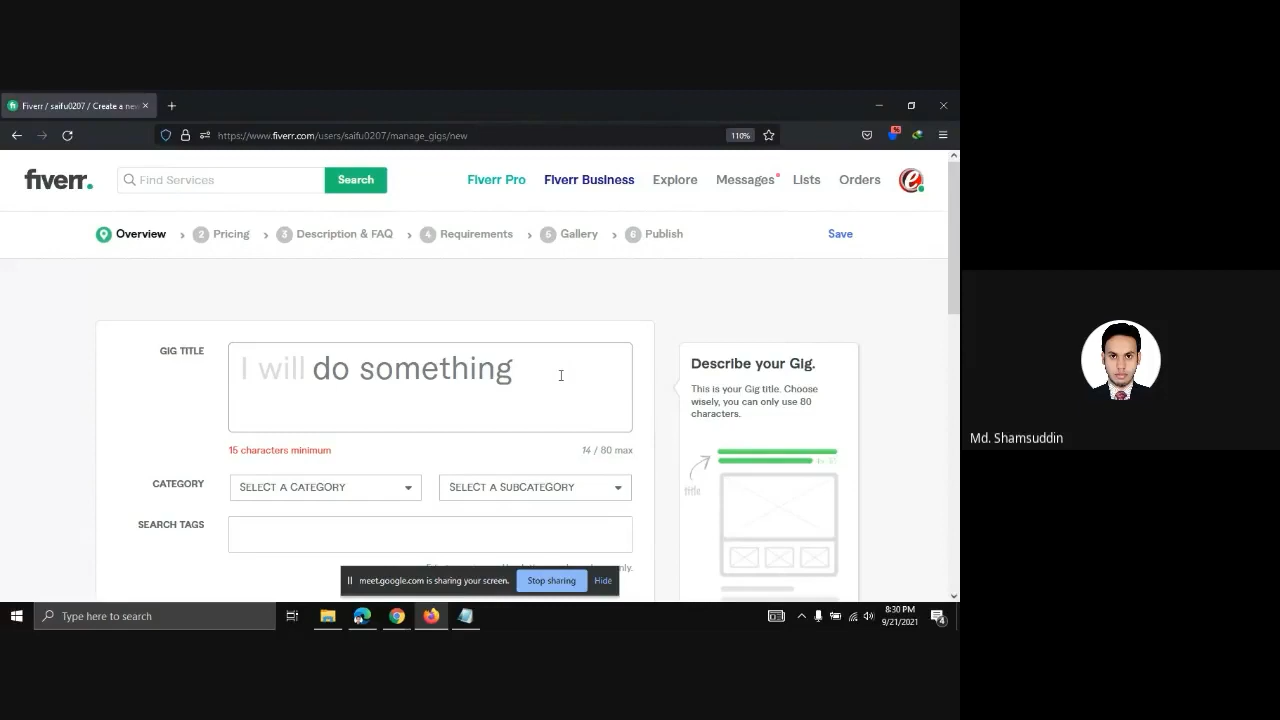 Fiverr / saifu0207 / Create a new
https://www.fiverr.com/users/saifu0207/manage_gigs/new
110%
fiverr.
Find Services
Search
Fiverr Pro
Fiverr Business
Explore
Messages
Lists
Orders
Overview
2 Pricing
3 Description & FAQ
4 Requirements
5 Gallery
6 Publish
Save
GIG TITLE
I will do something
15 characters minimum
14 / 80 max
CATEGORY
SELECT A CATEGORY
SELECT A SUBCATEGORY
SEARCH TAGS
only.
Describe your Gig.
This is your Gig title. Choose
wisely, you can only use 80
characters.
title
meet.google.com is sharing your screen.
Stop sharing
Hide
Type here to search
8:30 PM
9/21/2021
4
Md. Shamsuddin